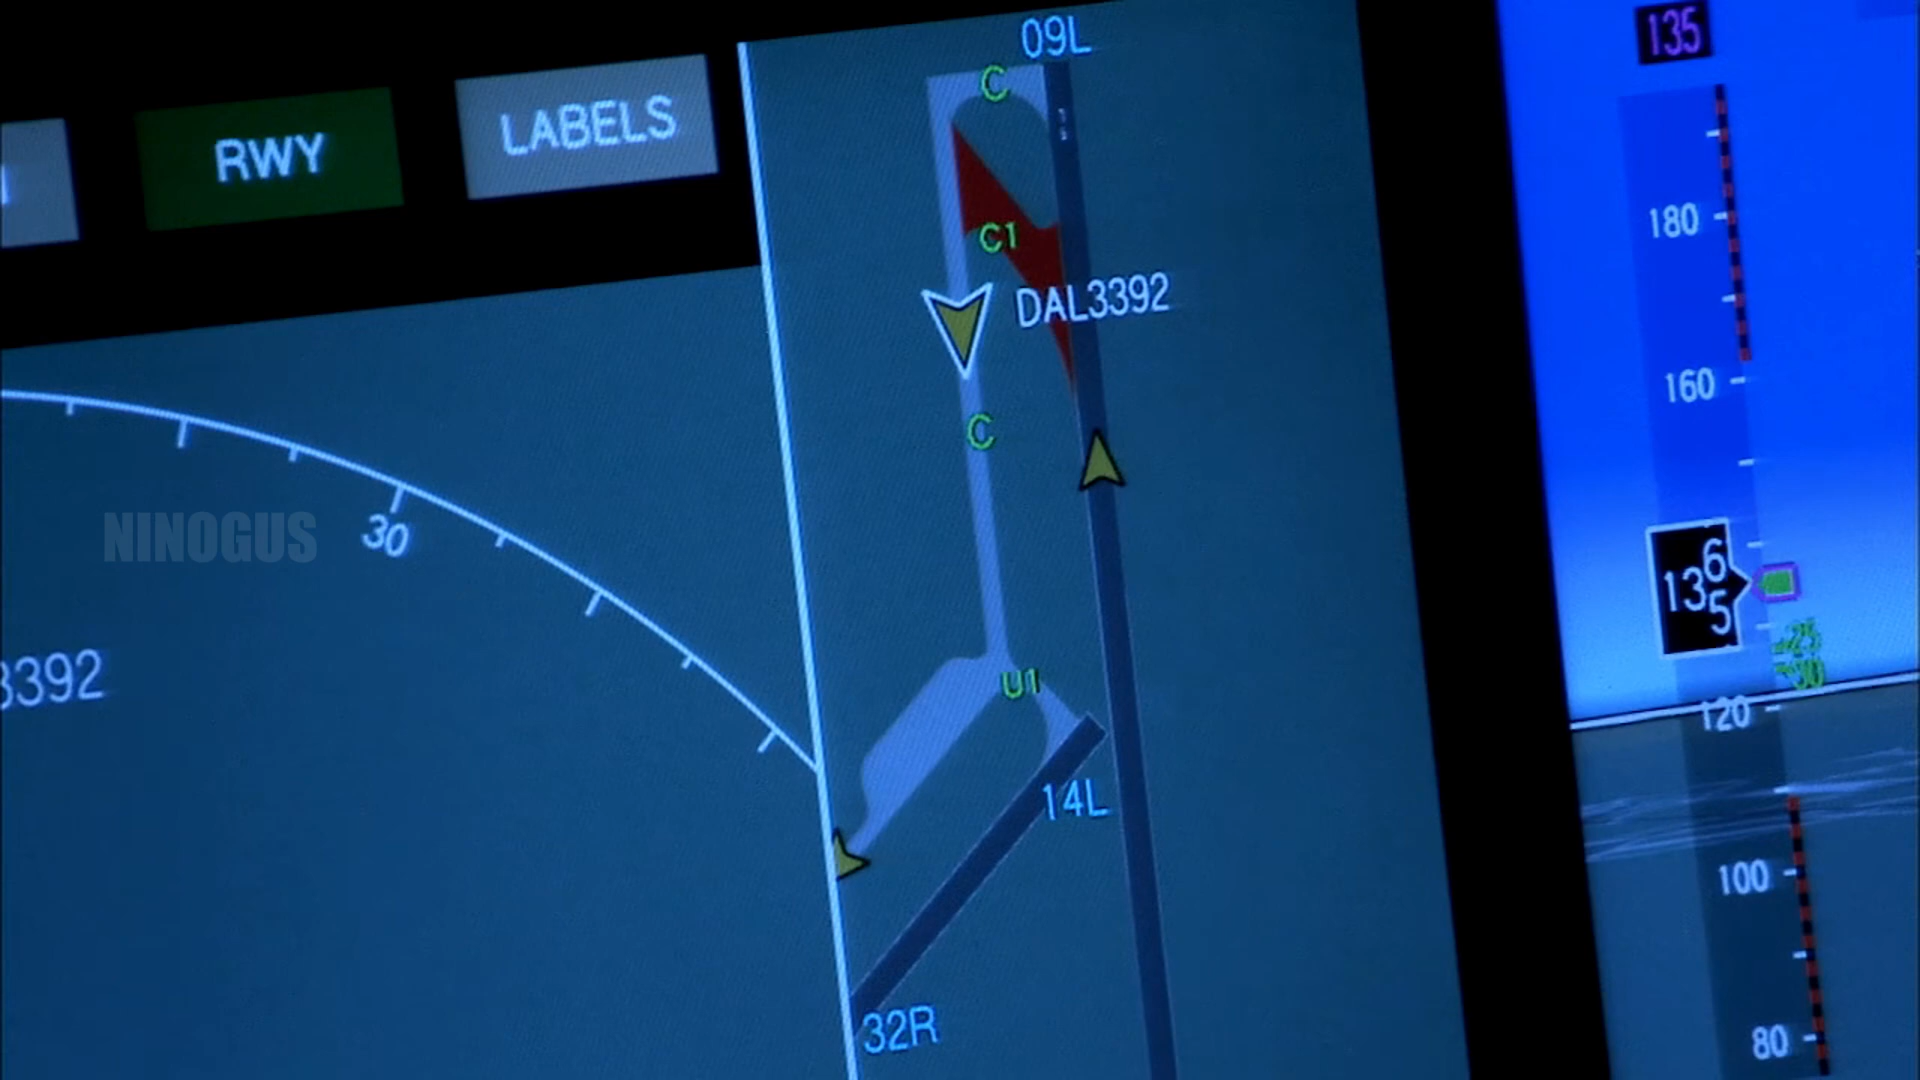 RWY
LABELS
09L
C
C1
DAL3392
C
U1
14L
32R
30
3392
NINOGUS
135
180
160
136
5
120
100
80